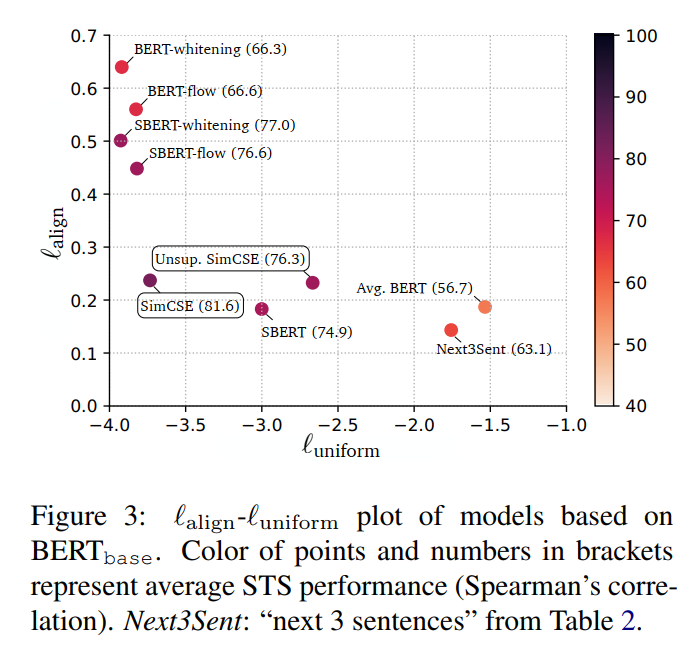 0.7
0.6
0.5
0.4
0.3
0.2
0.1
0.0
ℓalign
BERT-whitening (66.3)
BERT-flow (66.6)
SBERT-whitening (77.0)
SBERT-flow (76.6)
Unsup. SimCSE (76.3)
SimCSE (81.6)
SBERT (74.9)
Avg. BERT (56.7)
Next3Sent (63.1)
−4.0 −3.5 −3.0 −2.5 −2.0 −1.5 −1.0
ℓuniform
100
90
80
70
60
50
40
Figure 3: ℓalign-ℓuniform plot of models based on
BERTbase. Color of points and numbers in brackets
represent average STS performance (Spearman’s corre-
lation). Next3Sent: “next 3 sentences” from Table 2.